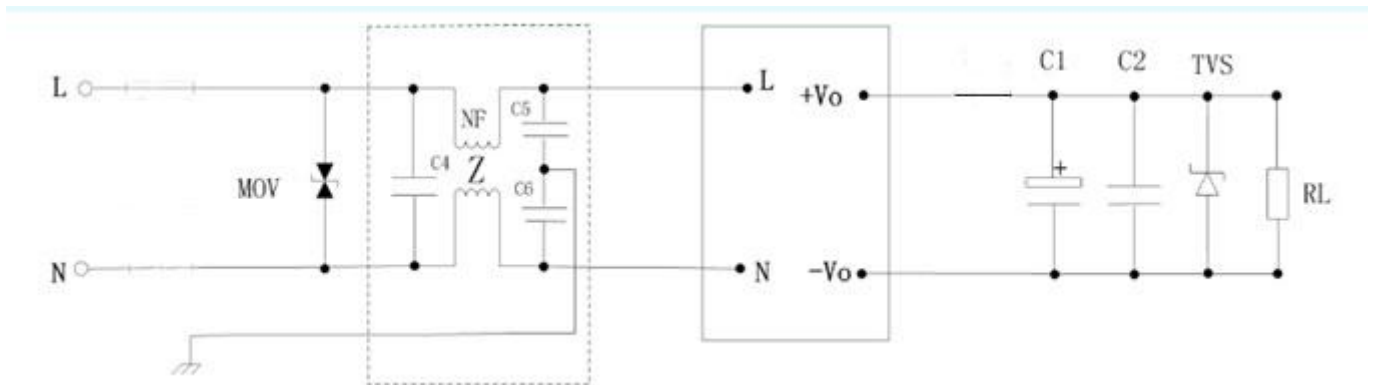 C1 C2 TVS
L L +Vo
NF C5
MOV C4 Z C6 RL
N N -Vo